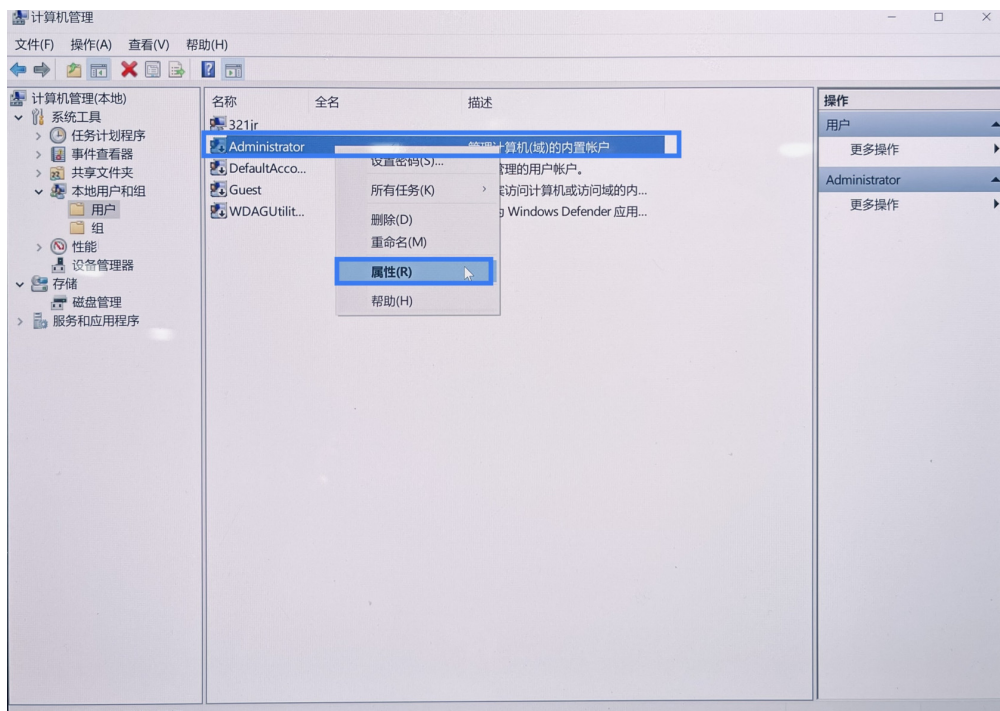 计算机管理
文件(F) 操作(A) 查看(V) 帮助(H)
计算机管理(本地)
系统工具
任务计划程序
事件查看器
共享文件夹
本地用户和组
用户
组
性能
设备管理器
存储
磁盘管理
服务和应用程序
名称 全名 描述
321jr
Administrator 管理计算机(域)的内置帐户
DefaultAcco... 管理的用户帐户。
Guest 访问计算机或访问域的内...
WDAGUtilit... Windows Defender 应用...
设置密码(S)...
所有任务(K)
删除(D)
重命名(M)
属性(R)
帮助(H)
操作
用户
更多操作
Administrator
更多操作